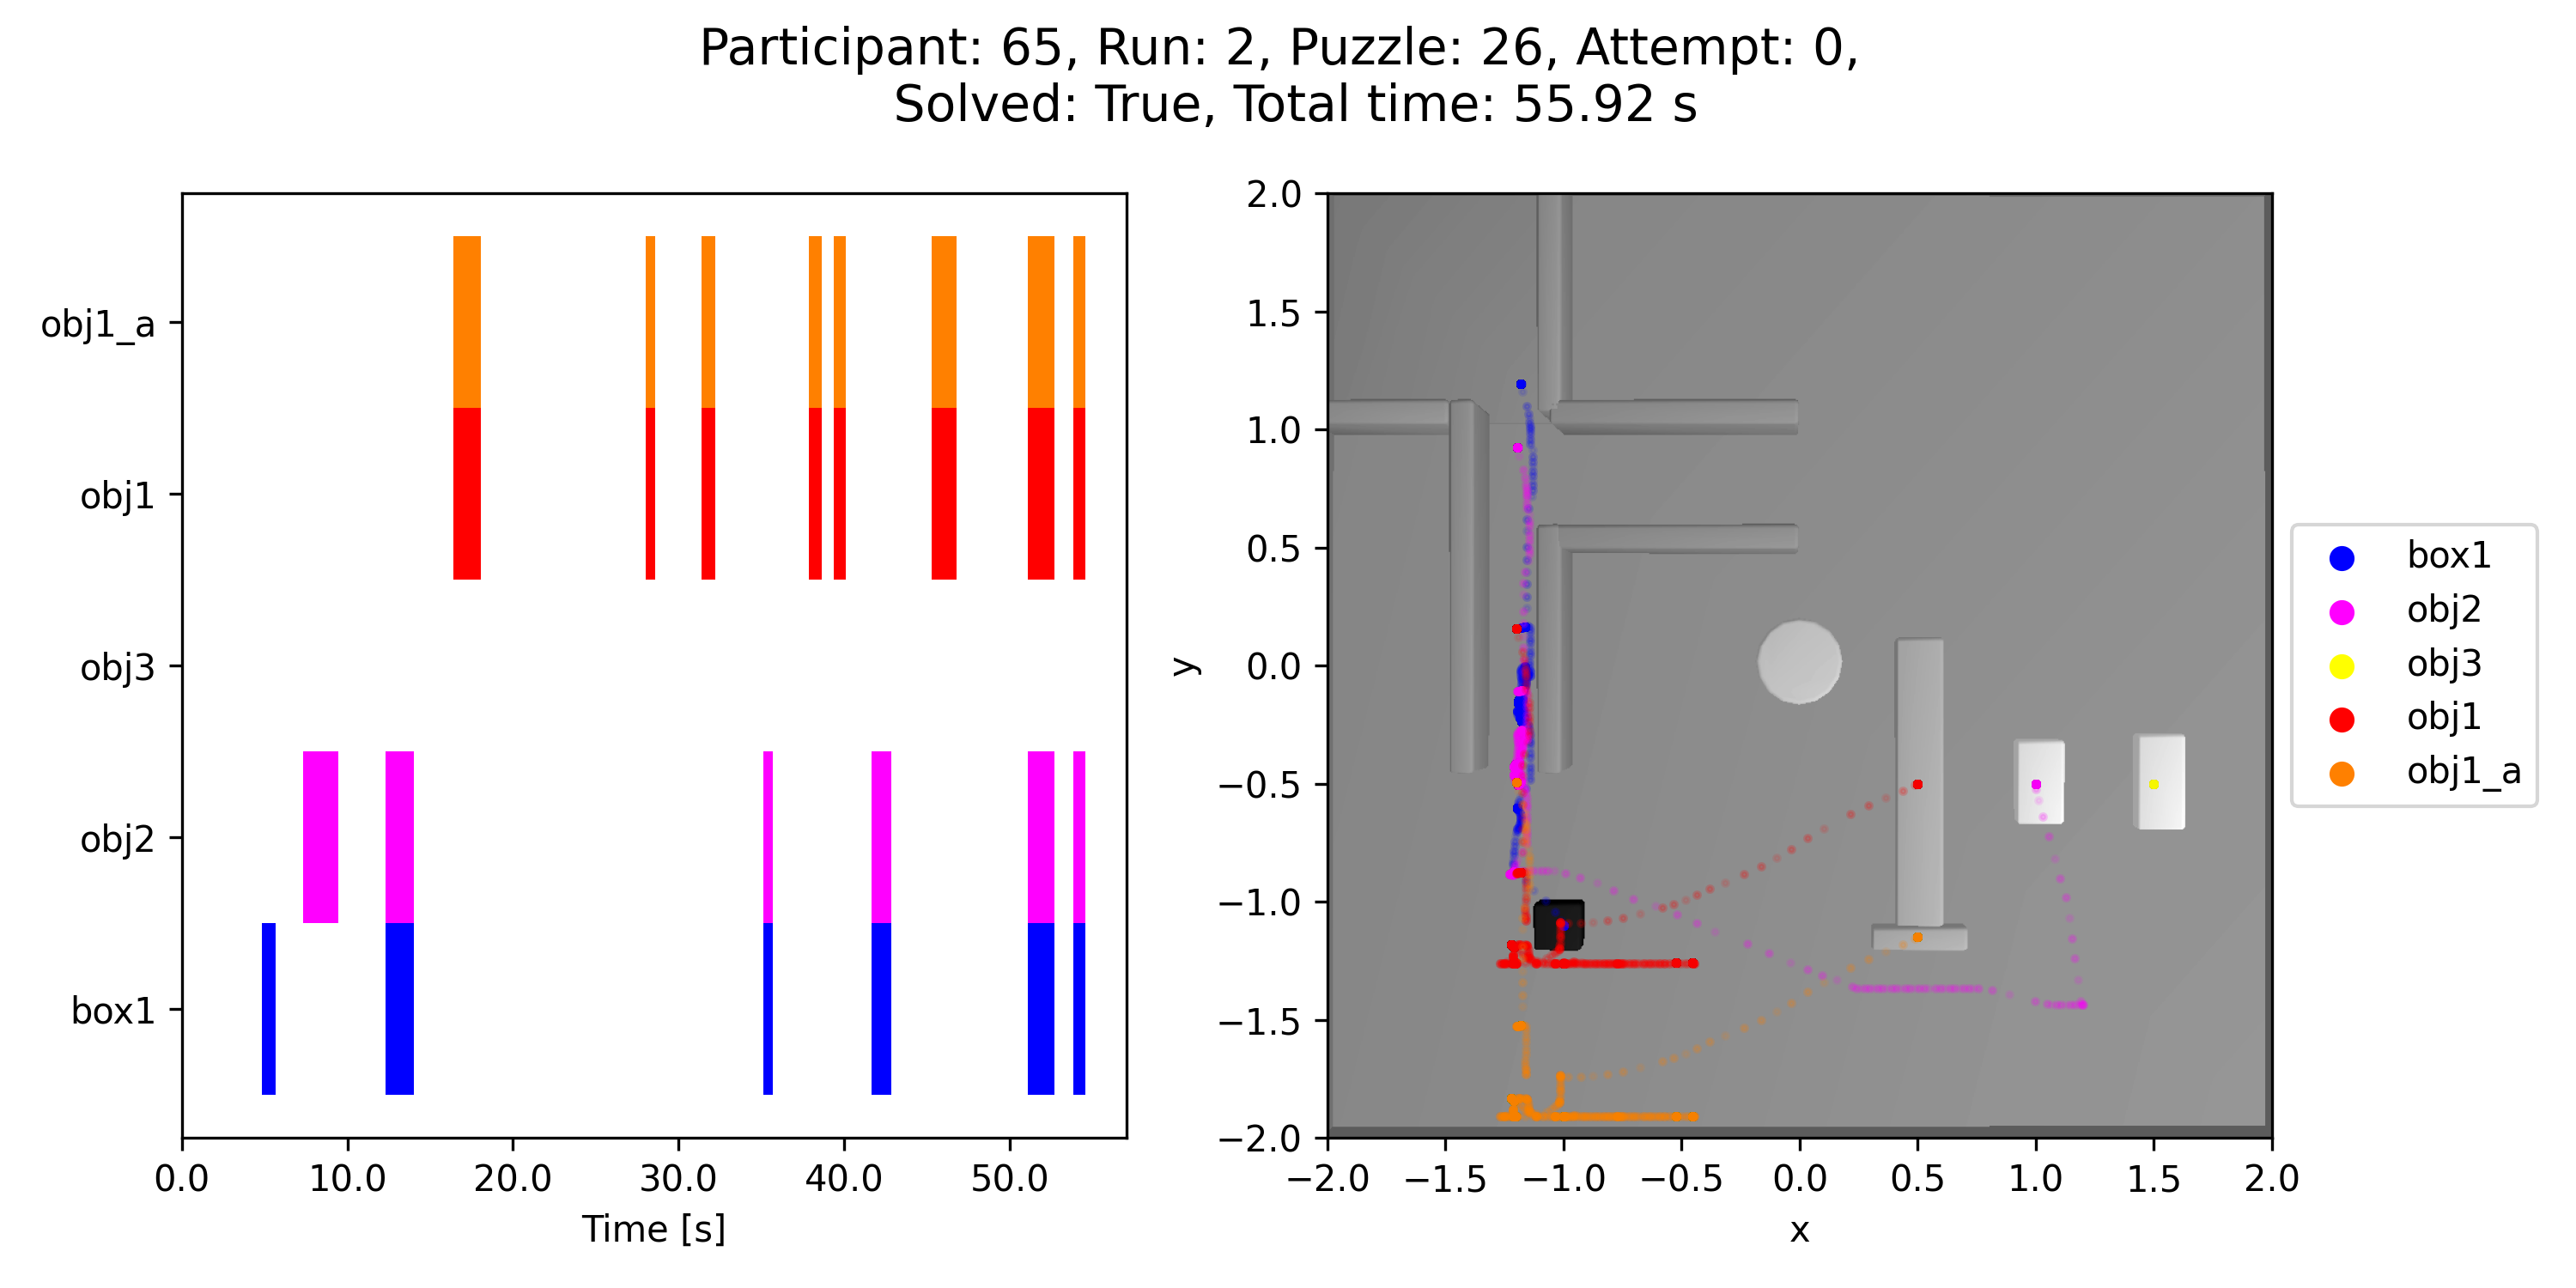 Participant: 65, Run: 2, Puzzle: 26, Attempt: 0,
Solved: True, Total time: 55.92 s
obj1_a
obj1
obj3
obj2
box1
0.0 10.0 20.0 30.0 40.0 50.0
Time [s]
2.0
1.5
1.0
0.5
0.0
−0.5
−1.0
−1.5
−2.0
y
−2.0 −1.5 −1.0 −0.5 0.0 0.5 1.0 1.5 2.0
x
box1
obj2
obj3
obj1
obj1_a